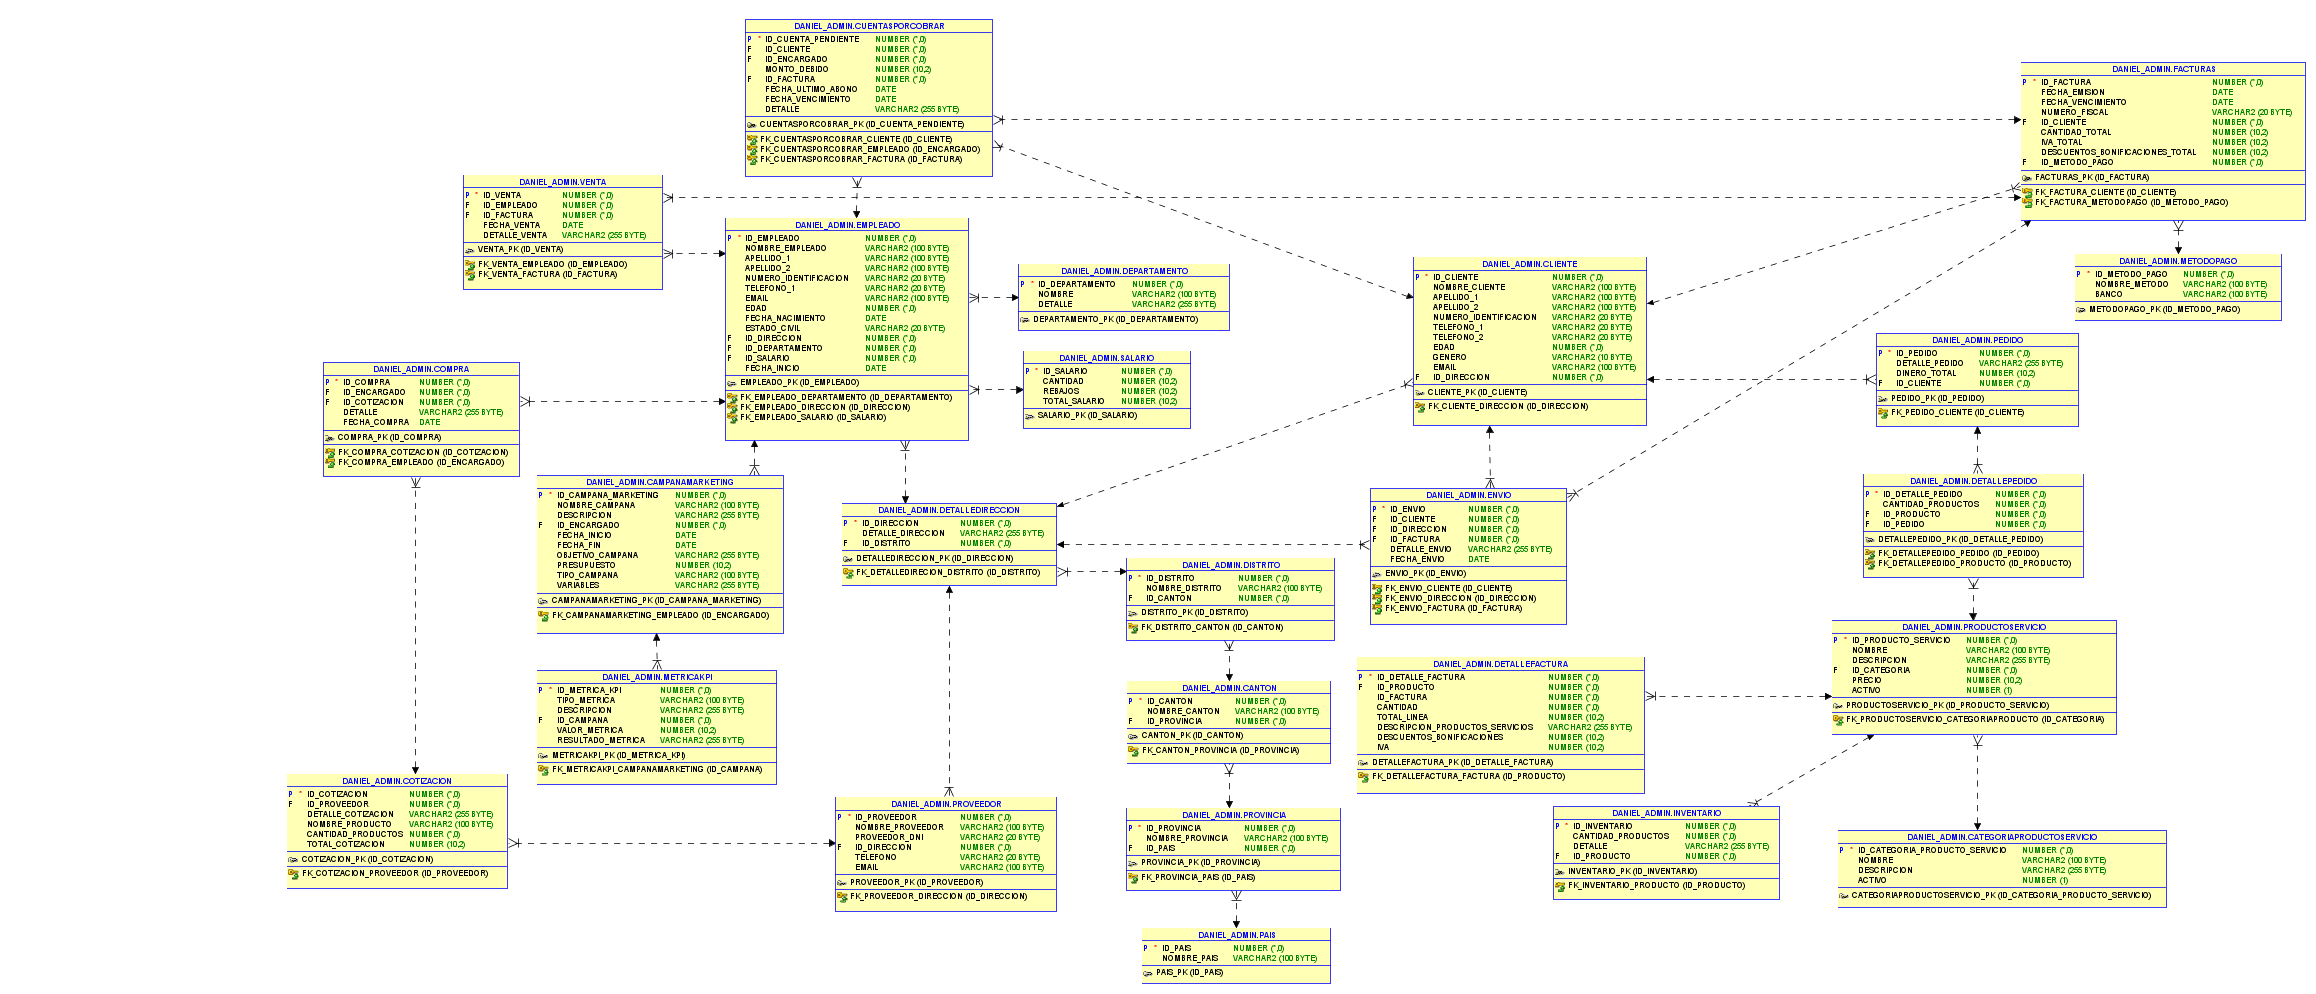 DANIEL_ADMIN.CUENTASPORCOBRAR
P * ID_CUENTA_PENDIENTE NUMBER (*,0)
F ID_CLIENTE NUMBER (*,0)
F ID_ENCARGADO NUMBER (*,0)
MONTO_DEBIDO NUMBER (10,2)
F ID_FACTURA NUMBER (*,0)
FECHA_ULTIMO_ABONO DATE
FECHA_VENCIMIENTO DATE
DETALLE VARCHAR2 (255 BYTE)
CUENTASPORCOBRAR_PK (ID_CUENTA_PENDIENTE)
FK_CUENTASPORCOBRAR_CLIENTE (ID_CLIENTE)
FK_CUENTASPORCOBRAR_EMPLEADO (ID_ENCARGADO)
FK_CUENTASPORCOBRAR_FACTURA (ID_FACTURA)
DANIEL_ADMIN.FACTURAS
P * ID_FACTURA NUMBER (*,0)
FECHA_EMISION DATE
FECHA_VENCIMIENTO DATE
NUMERO_FISCAL VARCHAR2 (20 BYTE)
F ID_CLIENTE NUMBER (*,0)
CANTIDAD_TOTAL NUMBER (10,2)
IVA_TOTAL NUMBER (10,2)
DESCUENTOS_BONIFICACIONES_TOTAL NUMBER (10,2)
F ID_METODO_PAGO NUMBER (*,0)
FACTURAS_PK (ID_FACTURA)
FK_FACTURA_CLIENTE (ID_CLIENTE)
FK_FACTURA_METODOPAGO (ID_METODO_PAGO)
DANIEL_ADMIN.VENTA
P * ID_VENTA NUMBER (*,0)
F ID_EMPLEADO NUMBER (*,0)
F ID_FACTURA NUMBER (*,0)
FECHA_VENTA DATE
DETALLE_VENTA VARCHAR2 (255 BYTE)
VENTA_PK (ID_VENTA)
FK_VENTA_EMPLEADO (ID_EMPLEADO)
FK_VENTA_FACTURA (ID_FACTURA)
DANIEL_ADMIN.EMPLEADO
P * ID_EMPLEADO NUMBER (*,0)
NOMBRE_EMPLEADO VARCHAR2 (100 BYTE)
APELLIDO_1 VARCHAR2 (100 BYTE)
APELLIDO_2 VARCHAR2 (100 BYTE)
NUMERO_IDENTIFICACION VARCHAR2 (20 BYTE)
TELEFONO_1 VARCHAR2 (20 BYTE)
EMAIL VARCHAR2 (100 BYTE)
EDAD NUMBER (*,0)
FECHA_NACIMIENTO DATE
ESTADO_CIVIL VARCHAR2 (20 BYTE)
F ID_DIRECCION NUMBER (*,0)
F ID_DEPARTAMENTO NUMBER (*,0)
F ID_SALARIO NUMBER (*,0)
FECHA_INICIO DATE
EMPLEADO_PK (ID_EMPLEADO)
FK_EMPLEADO_DEPARTAMENTO (ID_DEPARTAMENTO)
FK_EMPLEADO_DIRECCION (ID_DIRECCION)
FK_EMPLEADO_SALARIO (ID_SALARIO)
DANIEL_ADMIN.DEPARTAMENTO
P * ID_DEPARTAMENTO NUMBER (*,0)
NOMBRE VARCHAR2 (100 BYTE)
DETALLE VARCHAR2 (255 BYTE)
DEPARTAMENTO_PK (ID_DEPARTAMENTO)
DANIEL_ADMIN.CLIENTE
P * ID_CLIENTE NUMBER (*,0)
NOMBRE_CLIENTE VARCHAR2 (100 BYTE)
APELLIDO_1 VARCHAR2 (100 BYTE)
APELLIDO_2 VARCHAR2 (100 BYTE)
NUMERO_IDENTIFICACION VARCHAR2 (20 BYTE)
TELEFONO_1 VARCHAR2 (20 BYTE)
TELEFONO_2 VARCHAR2 (20 BYTE)
EDAD NUMBER (*,0)
GENERO VARCHAR2 (10 BYTE)
EMAIL VARCHAR2 (100 BYTE)
F ID_DIRECCION NUMBER (*,0)
CLIENTE_PK (ID_CLIENTE)
FK_CLIENTE_DIRECCION (ID_DIRECCION)
DANIEL_ADMIN.METODOPAGO
P * ID_METODO_PAGO NUMBER (*,0)
NOMBRE_METODO VARCHAR2 (100 BYTE)
BANCO VARCHAR2 (100 BYTE)
METODOPAGO_PK (ID_METODO_PAGO)
DANIEL_ADMIN.PEDIDO
P * ID_PEDIDO NUMBER (*,0)
DETALLE_PEDIDO VARCHAR2 (255 BYTE)
DINERO_TOTAL NUMBER (10,2)
F ID_CLIENTE NUMBER (*,0)
PEDIDO_PK (ID_PEDIDO)
FK_PEDIDO_CLIENTE (ID_CLIENTE)
DANIEL_ADMIN.SALARIO
P * ID_SALARIO NUMBER (*,0)
CANTIDAD NUMBER (10,2)
REBAJOS NUMBER (10,2)
TOTAL_SALARIO NUMBER (10,2)
SALARIO_PK (ID_SALARIO)
DANIEL_ADMIN.COMPRA
P * ID_COMPRA NUMBER (*,0)
F ID_ENCARGADO NUMBER (*,0)
F ID_COTIZACION NUMBER (*,0)
DETALLE VARCHAR2 (255 BYTE)
FECHA_COMPRA DATE
COMPRA_PK (ID_COMPRA)
FK_COMPRA_COTIZACION (ID_COTIZACION)
FK_COMPRA_EMPLEADO (ID_ENCARGADO)
DANIEL_ADMIN.CAMPANAMARKETING
P * ID_CAMPANA_MARKETING NUMBER (*,0)
NOMBRE_CAMPANA VARCHAR2 (100 BYTE)
DESCRIPCION VARCHAR2 (255 BYTE)
F ID_ENCARGADO NUMBER (*,0)
FECHA_INICIO DATE
FECHA_FIN DATE
OBJETIVO_CAMPANA VARCHAR2 (255 BYTE)
PRESUPUESTO NUMBER (10,2)
TIPO_CAMPANA VARCHAR2 (100 BYTE)
VARIABLES VARCHAR2 (255 BYTE)
CAMPANAMARKETING_PK (ID_CAMPANA_MARKETING)
FK_CAMPANAMARKETING_EMPLEADO (ID_ENCARGADO)
DANIEL_ADMIN.DETALLEDIRECCION
P * ID_DIRECCION NUMBER (*,0)
DETALLE_DIRECCION VARCHAR2 (255 BYTE)
F ID_DISTRITO NUMBER (*,0)
DETALLEDIRECCION_PK (ID_DIRECCION)
FK_DETALLEDIRECION_DISTRITO (ID_DISTRITO)
DANIEL_ADMIN.ENVIO
P * ID_ENVIO NUMBER (*,0)
F ID_CLIENTE NUMBER (*,0)
F ID_DIRECCION NUMBER (*,0)
F ID_FACTURA NUMBER (*,0)
DETALLE_ENVIO VARCHAR2 (255 BYTE)
FECHA_ENVIO DATE
ENVIO_PK (ID_ENVIO)
FK_ENVIO_CLIENTE (ID_CLIENTE)
FK_ENVIO_DIRECCION (ID_DIRECCION)
FK_ENVIO_FACTURA (ID_FACTURA)
DANIEL_ADMIN.DETALLEPEDIDO
P * ID_DETALLE_PEDIDO NUMBER (*,0)
CANTIDAD_PRODUCTOS NUMBER (*,0)
F ID_PRODUCTO NUMBER (*,0)
F ID_PEDIDO NUMBER (*,0)
DETALLEPEDIDO_PK (ID_DETALLE_PEDIDO)
FK_DETALLEPEDIDO_PEDIDO (ID_PEDIDO)
FK_DETALLEPEDIDO_PRODUCTO (ID_PRODUCTO)
DANIEL_ADMIN.DISTRITO
P * ID_DISTRITO NUMBER (*,0)
NOMBRE_DISTRITO VARCHAR2 (100 BYTE)
F ID_CANTON NUMBER (*,0)
DISTRITO_PK (ID_DISTRITO)
FK_DISTRITO_CANTON (ID_CANTON)
DANIEL_ADMIN.PRODUCTOSERVICIO
P * ID_PRODUCTO_SERVICIO NUMBER (*,0)
NOMBRE VARCHAR2 (100 BYTE)
DESCRIPCION VARCHAR2 (255 BYTE)
F ID_CATEGORIA NUMBER (*,0)
PRECIO NUMBER (10,2)
ACTIVO NUMBER (1)
PRODUCTOSERVICIO_PK (ID_PRODUCTO_SERVICIO)
FK_PRODUCTOSERVICIO_CATEGORIAPRODUCTO (ID_CATEGORIA)
DANIEL_ADMIN.METRICAKPI
P * ID_METRICA_KPI NUMBER (*,0)
TIPO_METRICA VARCHAR2 (100 BYTE)
DESCRIPCION VARCHAR2 (255 BYTE)
F ID_CAMPANA NUMBER (*,0)
VALOR_METRICA NUMBER (10,2)
RESULTADO_METRICA VARCHAR2 (255 BYTE)
METRICAKPI_PK (ID_METRICA_KPI)
FK_METRICAKPI_CAMPANAMARKETING (ID_CAMPANA)
DANIEL_ADMIN.CANTON
P * ID_CANTON NUMBER (*,0)
NOMBRE_CANTON VARCHAR2 (100 BYTE)
F ID_PROVINCIA NUMBER (*,0)
CANTON_PK (ID_CANTON)
FK_CANTON_PROVINCIA (ID_PROVINCIA)
DANIEL_ADMIN.DETALLEFACTURA
P * ID_DETALLE_FACTURA NUMBER (*,0)
F ID_PRODUCTO NUMBER (*,0)
ID_FACTURA NUMBER (*,0)
CANTIDAD NUMBER (*,0)
TOTAL_LINEA NUMBER (10,2)
DESCRIPCION_PRODUCTOS_SERVICIOS VARCHAR2 (255 BYTE)
DESCUENTOS_BONIFICACIONES NUMBER (10,2)
IVA NUMBER (10,2)
DETALLEFACTURA_PK (ID_DETALLE_FACTURA)
FK_DETALLEFACTURA_FACTURA (ID_PRODUCTO)
DANIEL_ADMIN.COTIZACION
P * ID_COTIZACION NUMBER (*,0)
F ID_PROVEEDOR NUMBER (*,0)
DETALLE_COTIZACION VARCHAR2 (255 BYTE)
NOMBRE_PRODUCTO VARCHAR2 (100 BYTE)
CANTIDAD_PRODUCTOS NUMBER (*,0)
TOTAL_COTIZACION NUMBER (10,2)
COTIZACION_PK (ID_COTIZACION)
FK_COTIZACION_PROVEEDOR (ID_PROVEEDOR)
DANIEL_ADMIN.PROVEEDOR
P * ID_PROVEEDOR NUMBER (*,0)
NOMBRE_PROVEEDOR VARCHAR2 (100 BYTE)
PROVEEDOR_DNI VARCHAR2 (20 BYTE)
F ID_DIRECCION NUMBER (*,0)
TELEFONO VARCHAR2 (20 BYTE)
EMAIL VARCHAR2 (100 BYTE)
PROVEEDOR_PK (ID_PROVEEDOR)
FK_PROVEEDOR_DIRECCION (ID_DIRECCION)
DANIEL_ADMIN.PROVINCIA
P * ID_PROVINCIA NUMBER (*,0)
NOMBRE_PROVINCIA VARCHAR2 (100 BYTE)
F ID_PAIS NUMBER (*,0)
PROVINCIA_PK (ID_PROVINCIA)
FK_PROVINCIA_PAIS (ID_PAIS)
DANIEL_ADMIN.INVENTARIO
P * ID_INVENTARIO NUMBER (*,0)
CANTIDAD_PRODUCTOS NUMBER (*,0)
DETALLE VARCHAR2 (255 BYTE)
F ID_PRODUCTO NUMBER (*,0)
INVENTARIO_PK (ID_INVENTARIO)
FK_INVENTARIO_PRODUCTO (ID_PRODUCTO)
DANIEL_ADMIN.CATEGORIAPRODUCTOSERVICIO
P * ID_CATEGORIA_PRODUCTO_SERVICIO NUMBER (*,0)
NOMBRE VARCHAR2 (100 BYTE)
DESCRIPCION VARCHAR2 (255 BYTE)
ACTIVO NUMBER (1)
CATEGORIAPRODUCTOSERVICIO_PK (ID_CATEGORIA_PRODUCTO_SERVICIO)
DANIEL_ADMIN.PAIS
P * ID_PAIS NUMBER (*,0)
NOMBRE_PAIS VARCHAR2 (100 BYTE)
PAIS_PK (ID_PAIS)